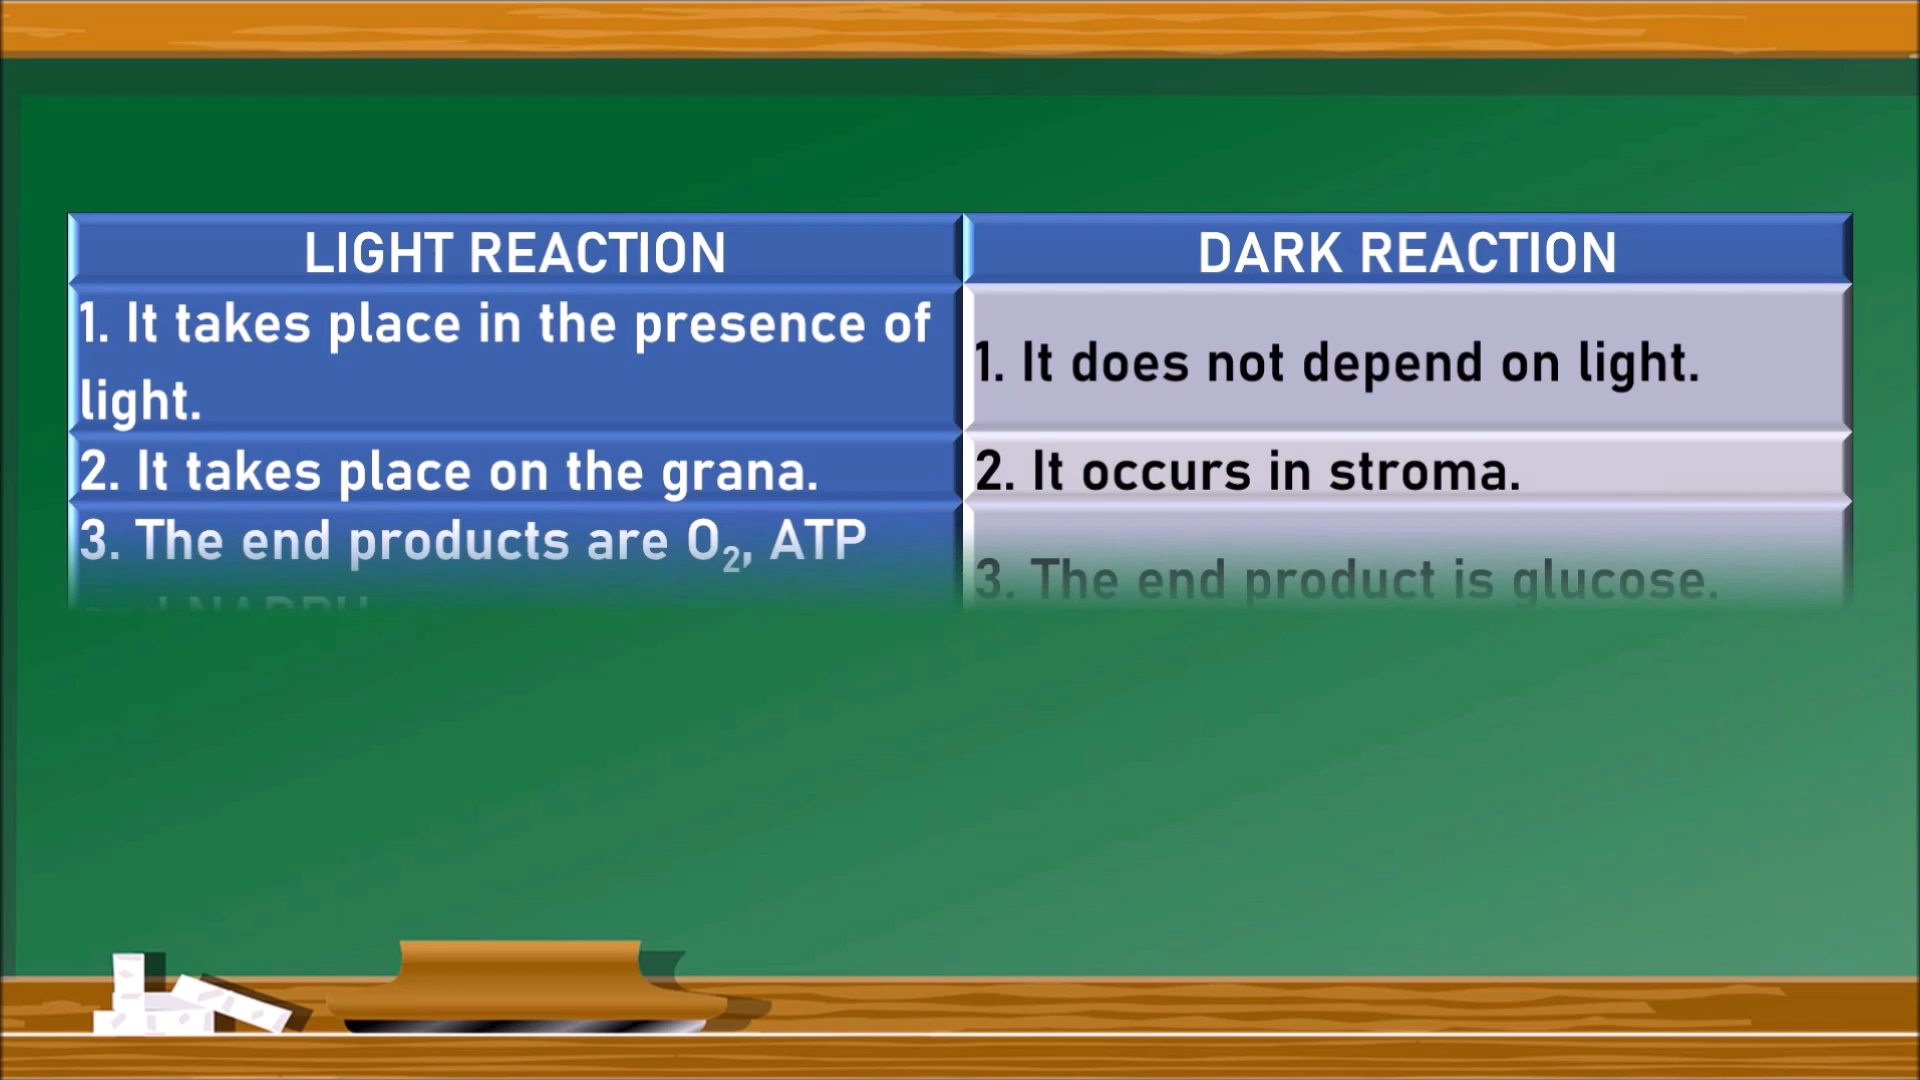 LIGHT REACTION
DARK REACTION
1. It takes place in the presence of
light.
1. It does not depend on light.
2. It takes place on the grana.
2. It occurs in stroma.
3. The end products are O₂, ATP
3. The end product is glucose.